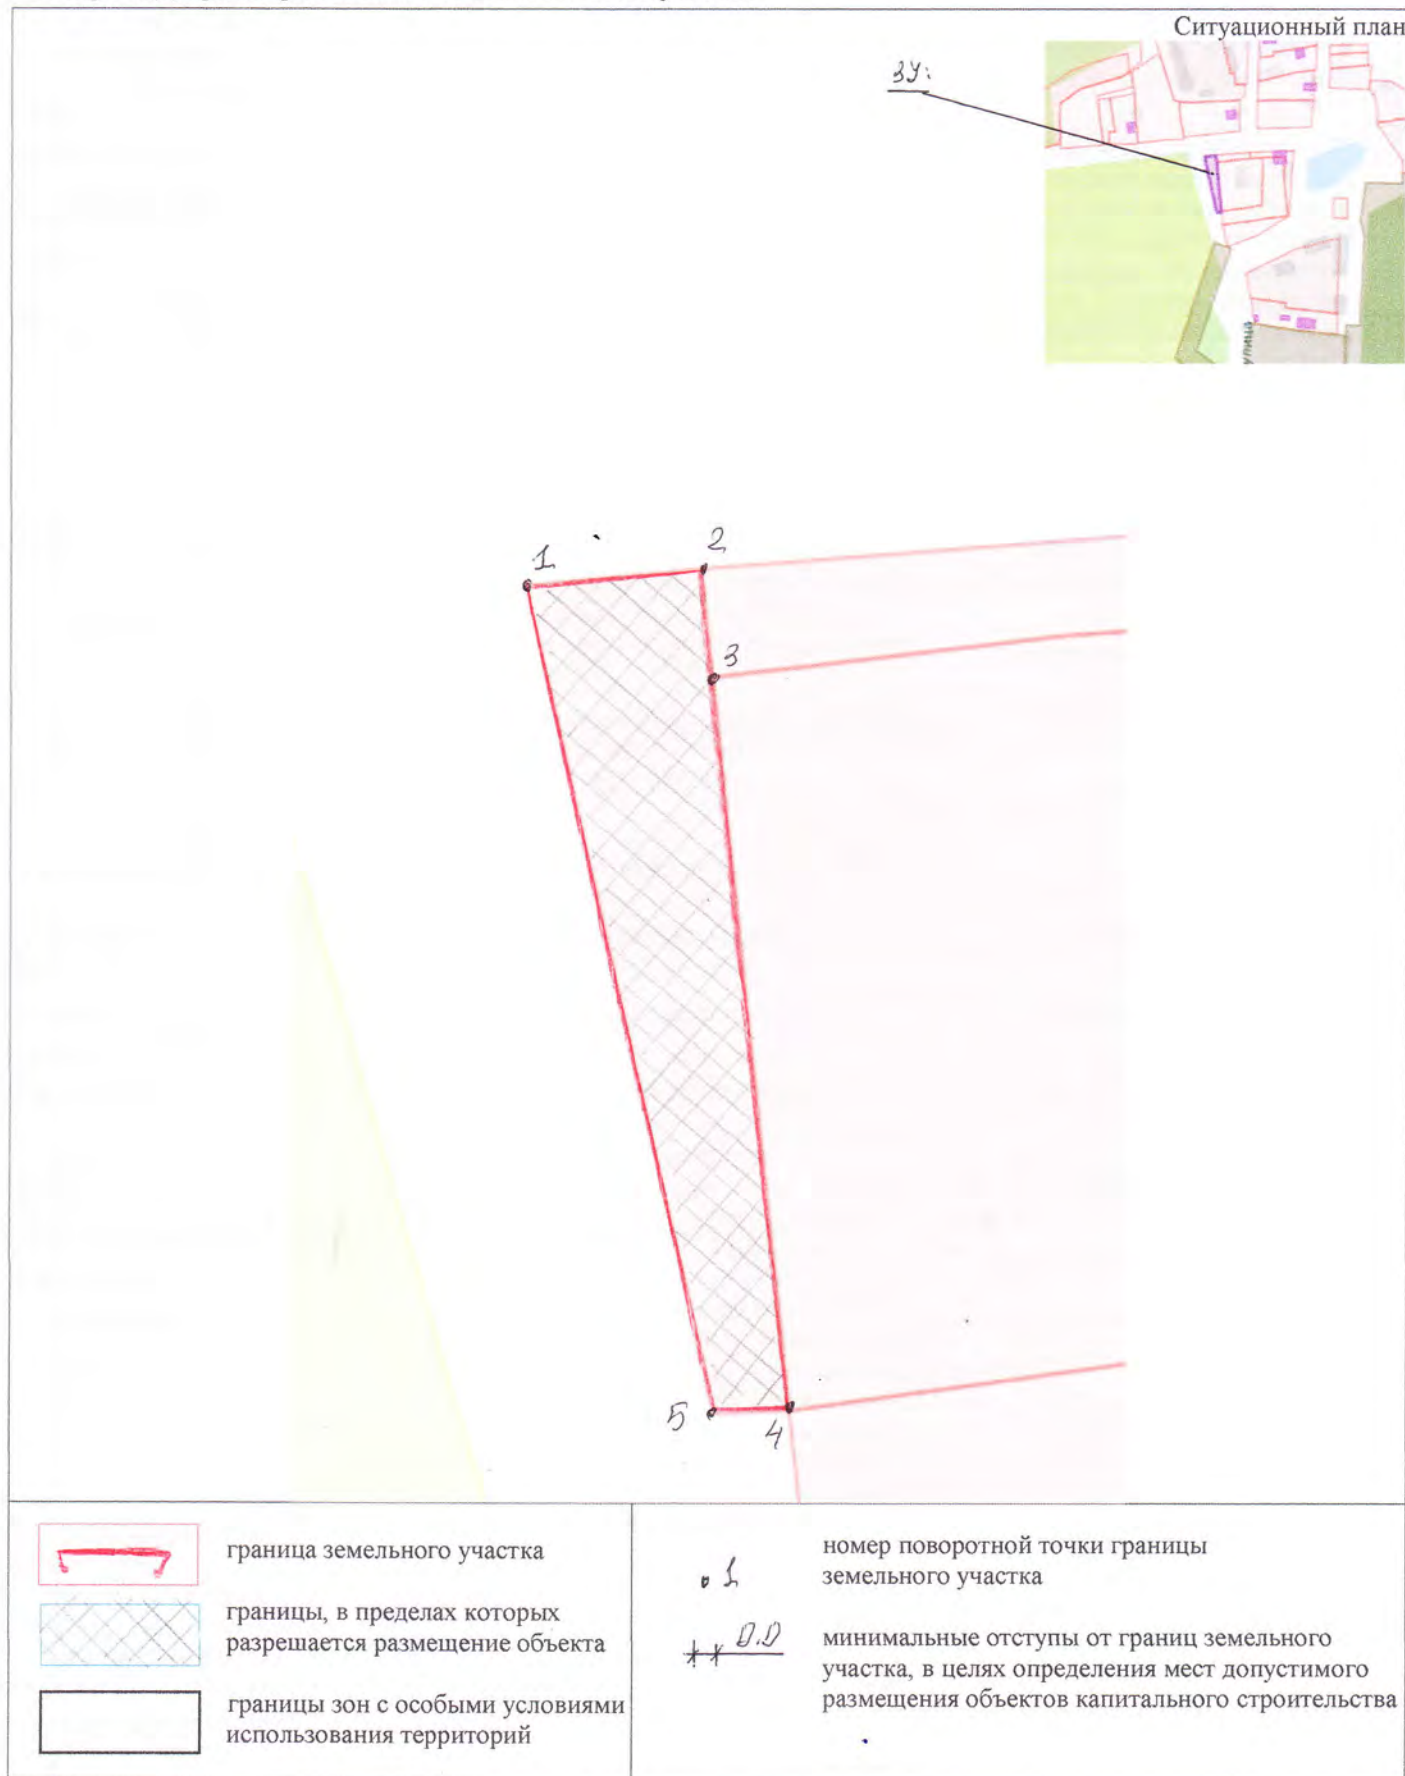 Ситуационный план
ЗУ:
улица
1
2
3
4
5
граница земельного участка
границы, в пределах которых
разрешается размещение объекта
границы зон с особыми условиями
использования территорий
1
номер поворотной точки границы
земельного участка
0.0
минимальные отступы от границ земельного
участка, в целях определения мест допустимого
размещения объектов капитального строительства